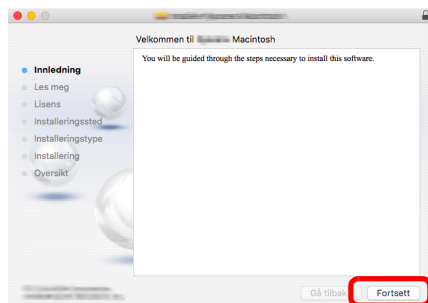 Velkommen til Macintosh
Innledning
Les meg
Lisens
Installeringssted
Installeringstype
Installering
Oversikt
You will be guided through the steps necessary to install this software.
Gå tilbak
Fortsett